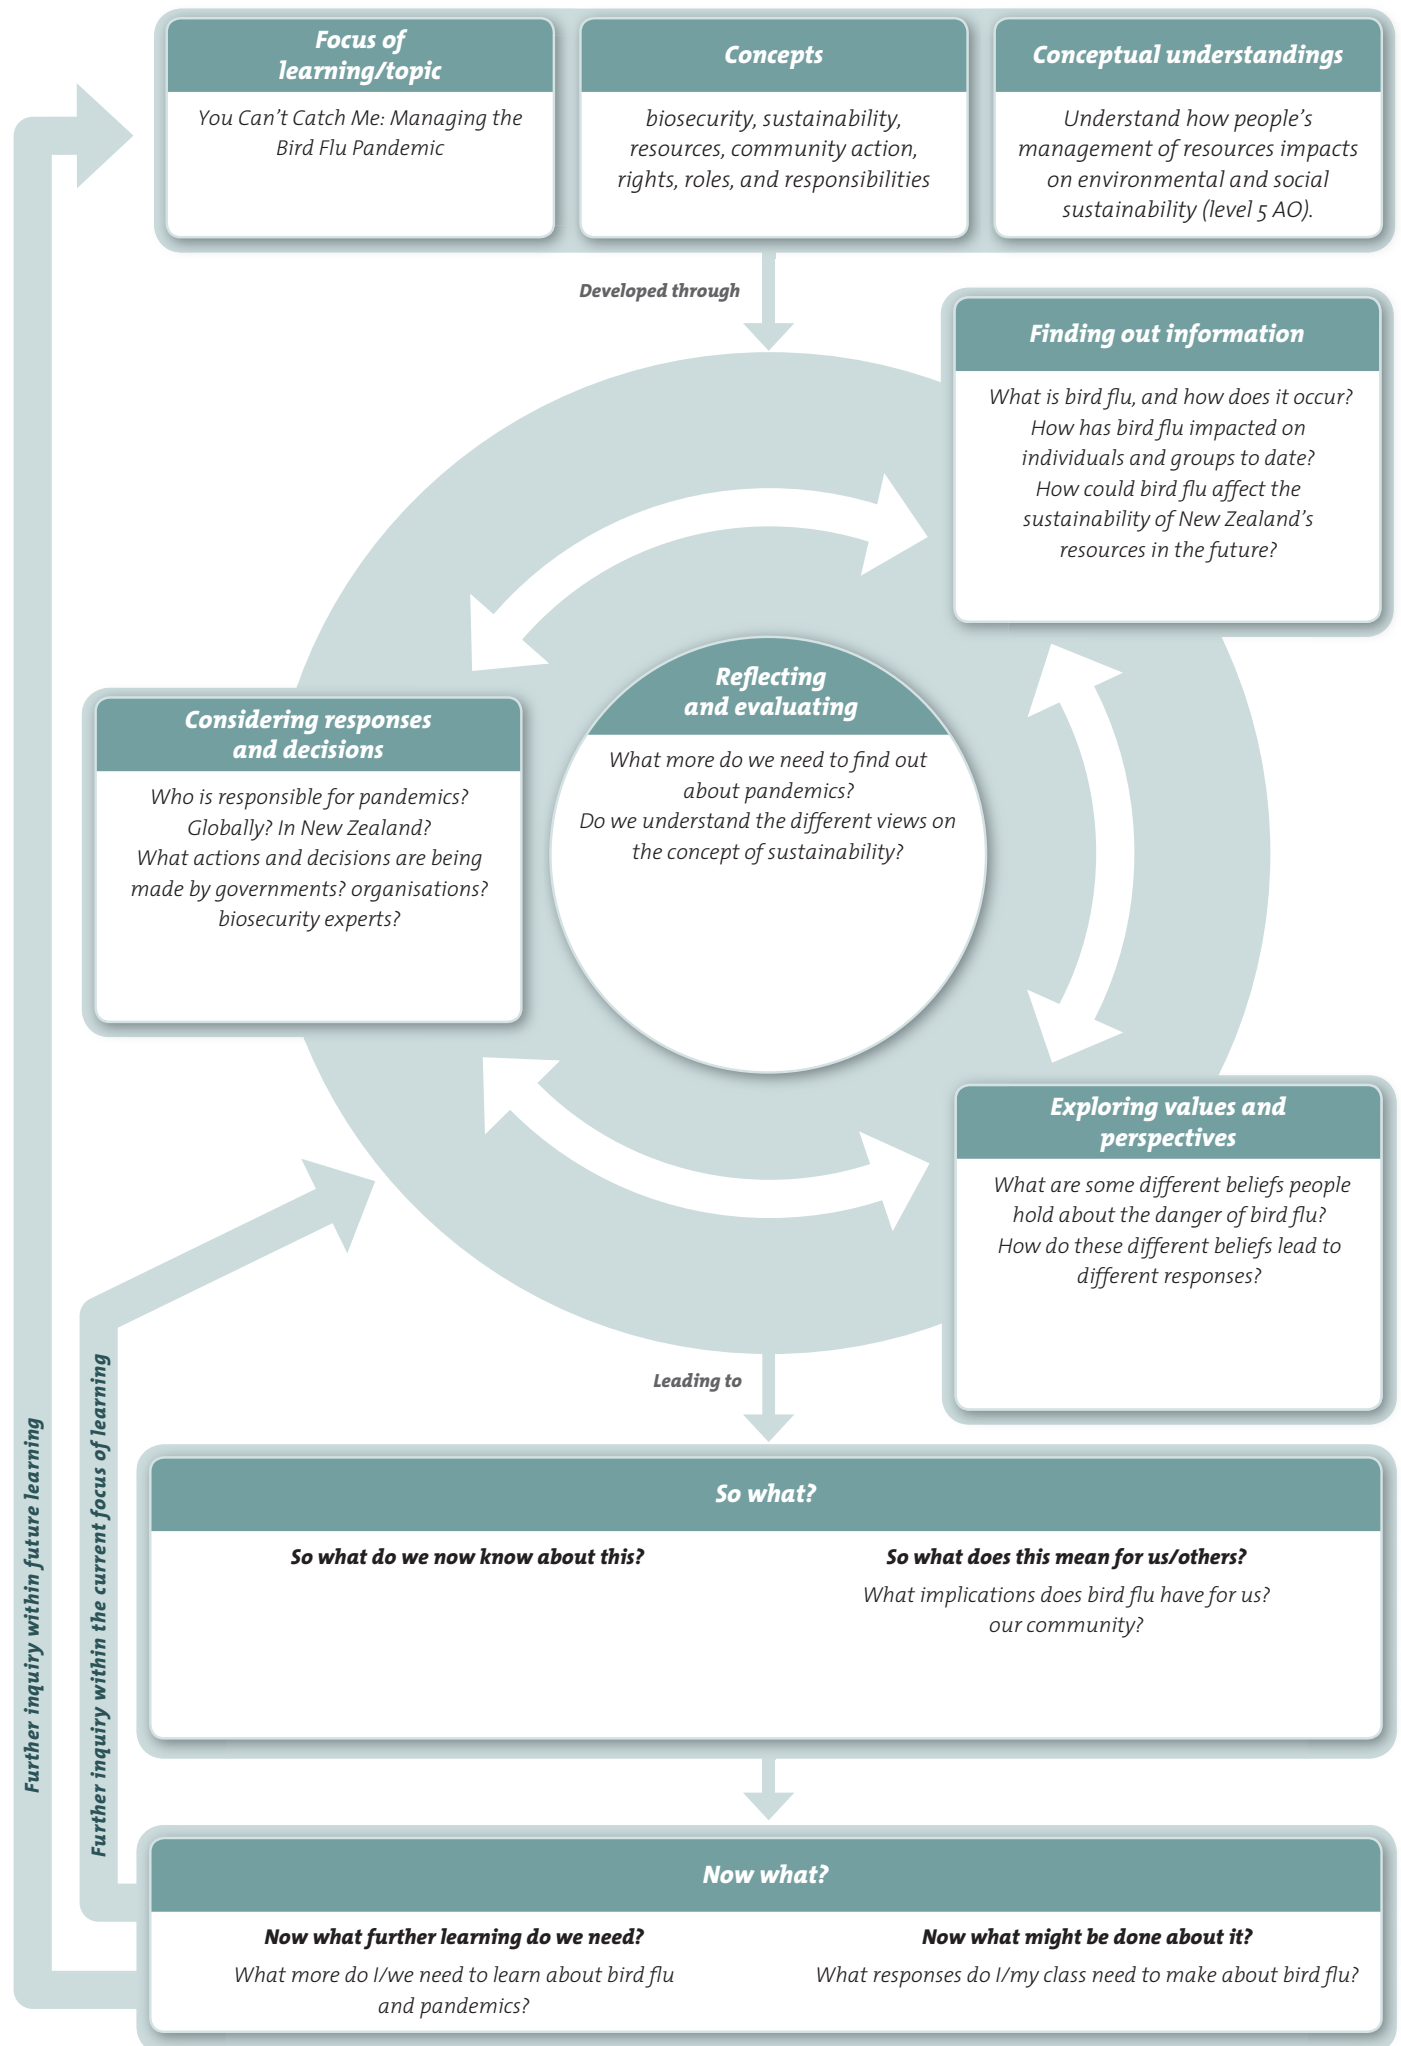 Focus of
learning/topic
You Can't Catch Me: Managing the
Bird Flu Pandemic
Concepts
biosecurity, sustainability,
resources, community action,
rights, roles, and responsibilities
Conceptual understandings
Understand how people's
management of resources impacts
on environmental and social
sustainability (level 5 AO).
Developed through
Finding out information
What is bird flu, and how does it occur?
How has bird flu impacted on
individuals and groups to date?
How could bird flu affect the
sustainability of New Zealand's
resources in the future?
Reflecting
and evaluating
What more do we need to find out
about pandemics?
Do we understand the different views on
the concept of sustainability?
Considering responses
and decisions
Who is responsible for pandemics?
Globally? In New Zealand?
What actions and decisions are being
made by governments? organisations?
biosecurity experts?
Exploring values and
perspectives
What are some different beliefs people
hold about the danger of bird flu?
How do these different beliefs lead to
different responses?
Leading to
So what?
So what do we now know about this?
So what does this mean for us/others?
What implications does bird flu have for us?
our community?
Now what?
Now what further learning do we need?
What more do I/we need to learn about bird flu
and pandemics?
Now what might be done about it?
What responses do I/my class need to make about bird flu?
Further inquiry within the current focus of learning
Further inquiry within future learning